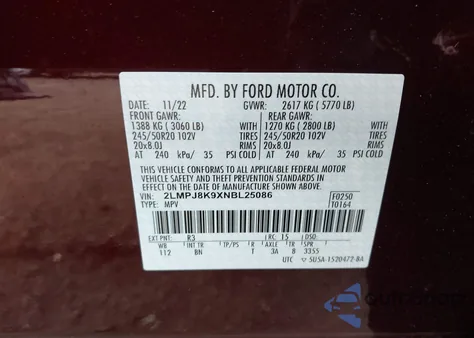 MFD. BY FORD MOTOR CO.
11/22 GVWR: 2617 KG ( 5770 LB)
FRONT GAWR: REAR GAWR:
1388 KG ( 3060 LB) 1270 KG ( 2800 LB)
245/50R20 102V TIRES 245/50R20 102V TIRES
20x8.0J RIMS 20x8.0J RIMS
AT 240 kPa/ 35 PSI COLD AT 240 kPa/ 35 PSI COLD
THIS VEHICLE CONFORMS TO ALL APPLICABLE FEDERAL MOTOR
VEHICLE SAFETY AND THEFT PREVENTION STANDARDS IN
EFFECT ON THE DATE OF MANUFACTURE SHOWN ABOVE.
VIN: 2LMPJ8K9XNBL25086 F0250
TYPE: MPV T0164
EXT PNT: R3 RC: 15 DSO:
WB INT TR TP/PS R AXLE TR SPR
112 BN T 3A 8 3355
UTC 5U5A-1520472-BA